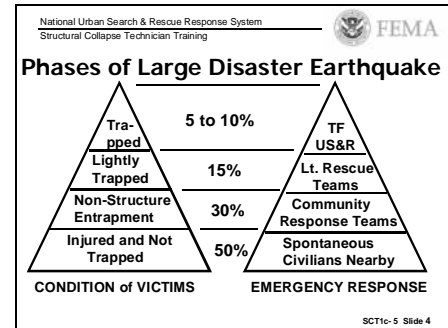 National Urban Search & Rescue Response System
Structural Collapse Technician Training
FEMA
Phases of Large Disaster Earthquake
Tra-
pped
5 to 10%
TF
US&R
Lightly
Trapped
15%
Lt. Rescue
Teams
Non-Structure
Entrapment
30%
Community
Response Teams
Injured and Not
Trapped
50%
Spontaneous
Civilians Nearby
CONDITION of VICTIMS
EMERGENCY RESPONSE
SCT1c- 5 Slide 4